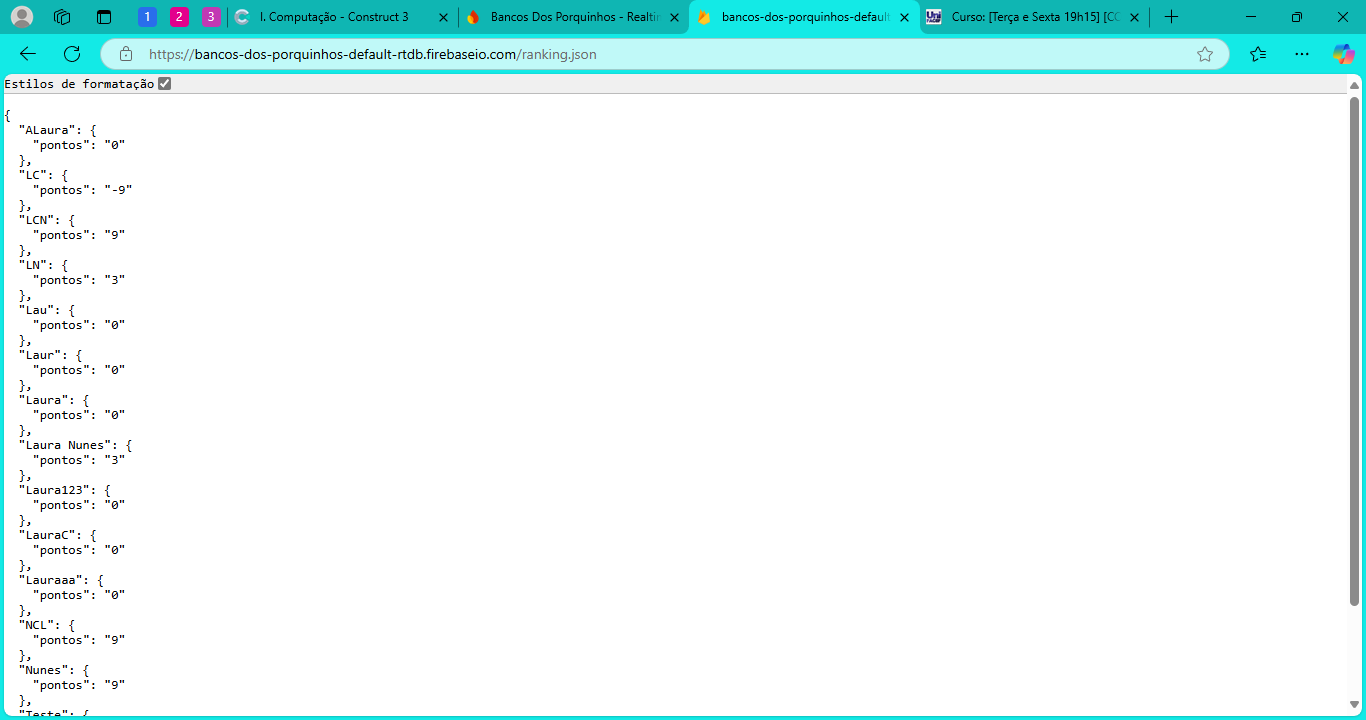 1 2 3 I. Computação - Construct 3 Bancos Dos Porquinhos - Realtim bancos-dos-porquinhos-default Curso: [Terça e Sexta 19h15] [CC
https://bancos-dos-porquinhos-default-rtdb.firebaseio.com/ranking.json
Estilos de formatação
{
"ALaura": {
"pontos": "0"
},
"LC": {
"pontos": "-9"
},
"LCN": {
"pontos": "9"
},
"LN": {
"pontos": "3"
},
"Lau": {
"pontos": "0"
},
"Laur": {
"pontos": "0"
},
"Laura": {
"pontos": "0"
},
"Laura Nunes": {
"pontos": "3"
},
"Laura123": {
"pontos": "0"
},
"LauraC": {
"pontos": "0"
},
"Lauraaa": {
"pontos": "0"
},
"NCL": {
"pontos": "9"
},
"Nunes": {
"pontos": "9"
},
"Teste": {